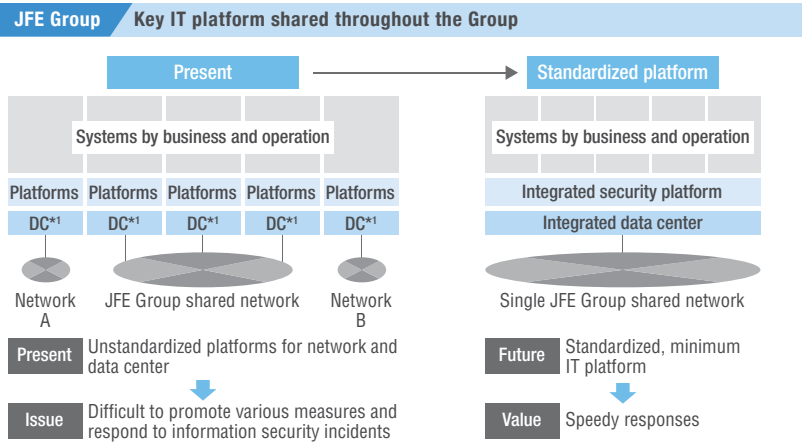 JFE Group Key IT platform shared throughout the Group
Present
Standardized platform
Systems by business and operation
Platforms Platforms Platforms Platforms Platforms
DC*1 DC*1 DC*1 DC*1 DC*1
Network
A
JFE Group shared network
Network
B
Systems by business and operation
Integrated security platform
Integrated data center
Single JFE Group shared network
Present
Unstandardized platforms for network and
data center
Issue
Difficult to promote various measures and
respond to information security incidents
Future
Standardized, minimum
IT platform
Value
Speedy responses